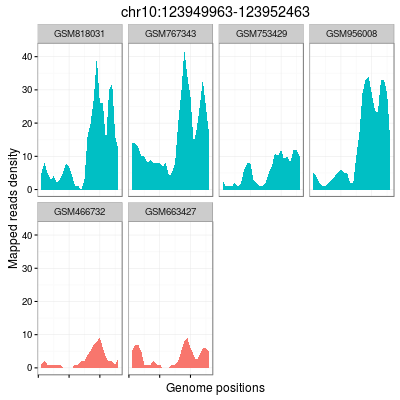 chr10:123949963-123952463
GSM818031 GSM767343 GSM753429 GSM956008
40
30
20
10
0
Mapped reads density
GSM466732 GSM663427
40
30
20
10
0
Genome positions